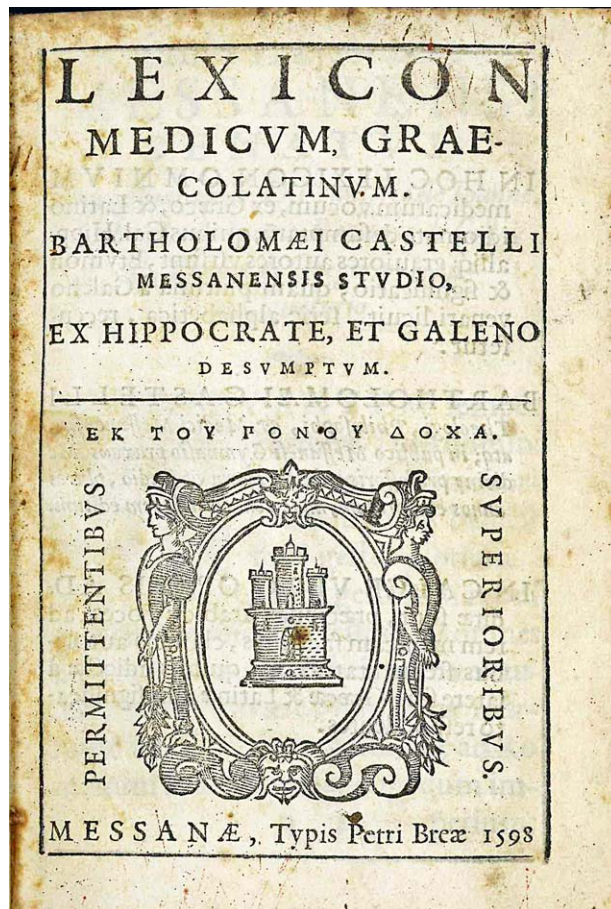 LEXICON
MEDICVM, GRAE-
COLATINVM.
BARTHOLOMÆI CASTELLI
MESSANENSIS STVDIO,
EX HIPPOCRATE, ET GALENO
DESVMPTVM.
ΕΚ ΤΟΥ ΓΟΝΟΥ ΔΟΧΑ.
PERMITTENTIBVS
SVPERIORIBVS.
MESSANÆ, Typis Petri Breæ 1598